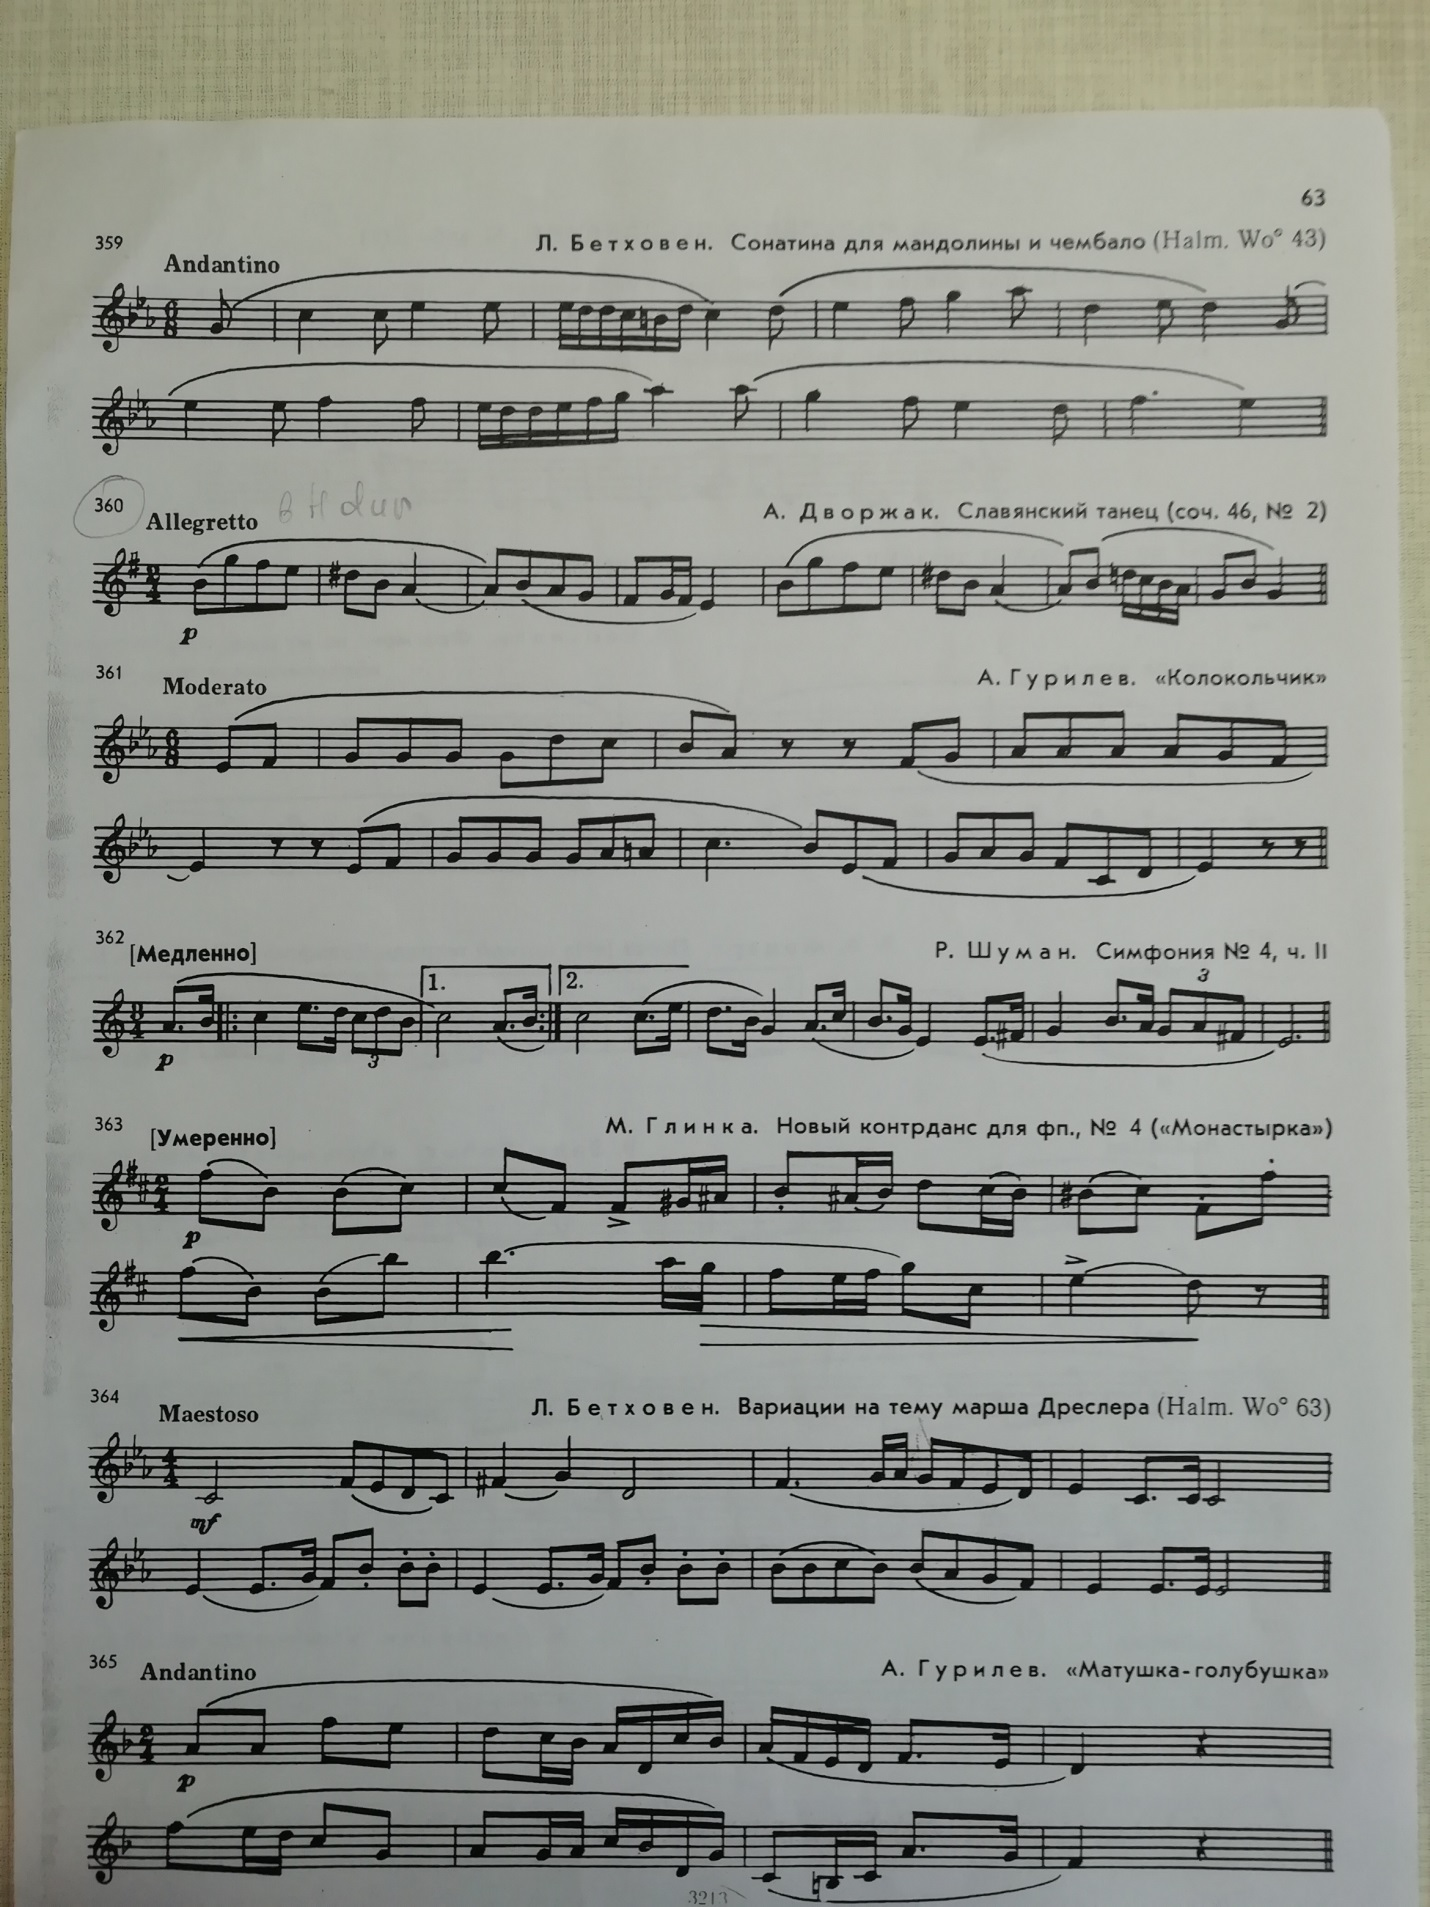 63
359
Л. Бетховен. Сонатина для мандолины и чембало (Halm. Wo° 43)
Andantino
360
Allegretto
А. Дворжак. Славянский танец (соч. 46, № 2)
p
361
Moderato
А. Гурилев. «Колокольчик»
362
[Медленно]
Р. Шуман. Симфония № 4, ч. II
1.
2.
3
p
3
363
[Умеренно]
М. Глинка. Новый контрданс для фп., № 4 («Монастырка»)
p
364
Maestoso
Л. Бетховен. Вариации на тему марша Дреслера (Halm. Wo° 63)
mf
365
Andantino
А. Гурилев. «Матушка-голубушка»
p
3213